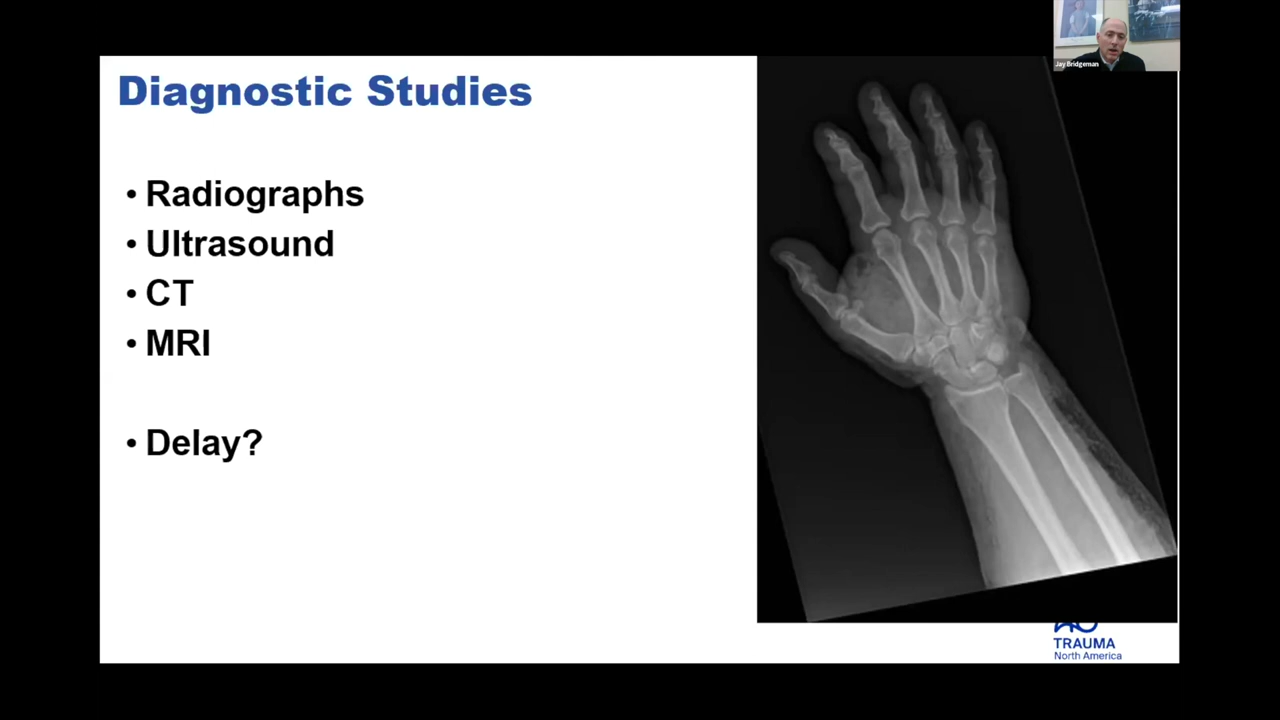 Jay Bridgeman
Diagnostic Studies
• Radiographs
• Ultrasound
• CT
• MRI
• Delay?
TRAUMA
North America